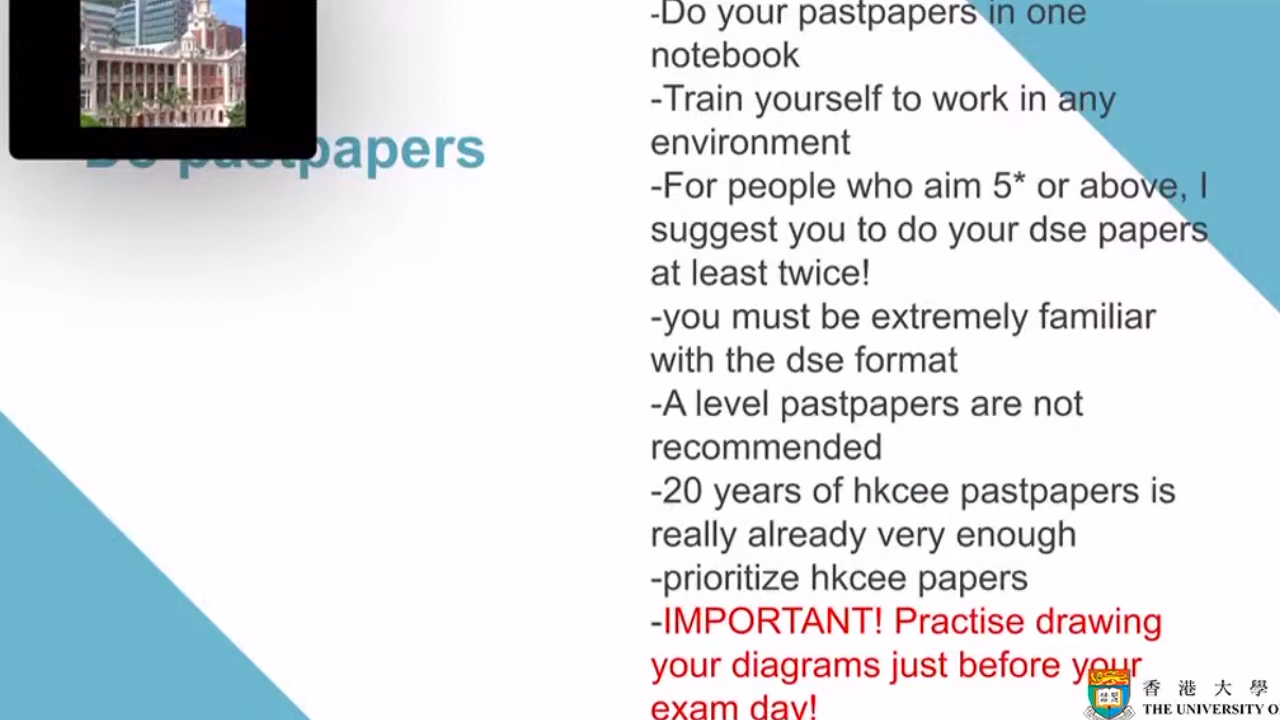 Do pastpapers
-Do your pastpapers in one
notebook
-Train yourself to work in any
environment
-For people who aim 5* or above, I
suggest you to do your dse papers
at least twice!
-you must be extremely familiar
with the dse format
-A level pastpapers are not
recommended
-20 years of hkcee pastpapers is
really already very enough
-prioritize hkcee papers
-IMPORTANT! Practise drawing
your diagrams just before your
exam day!
香港大學
THE UNIVERSITY O